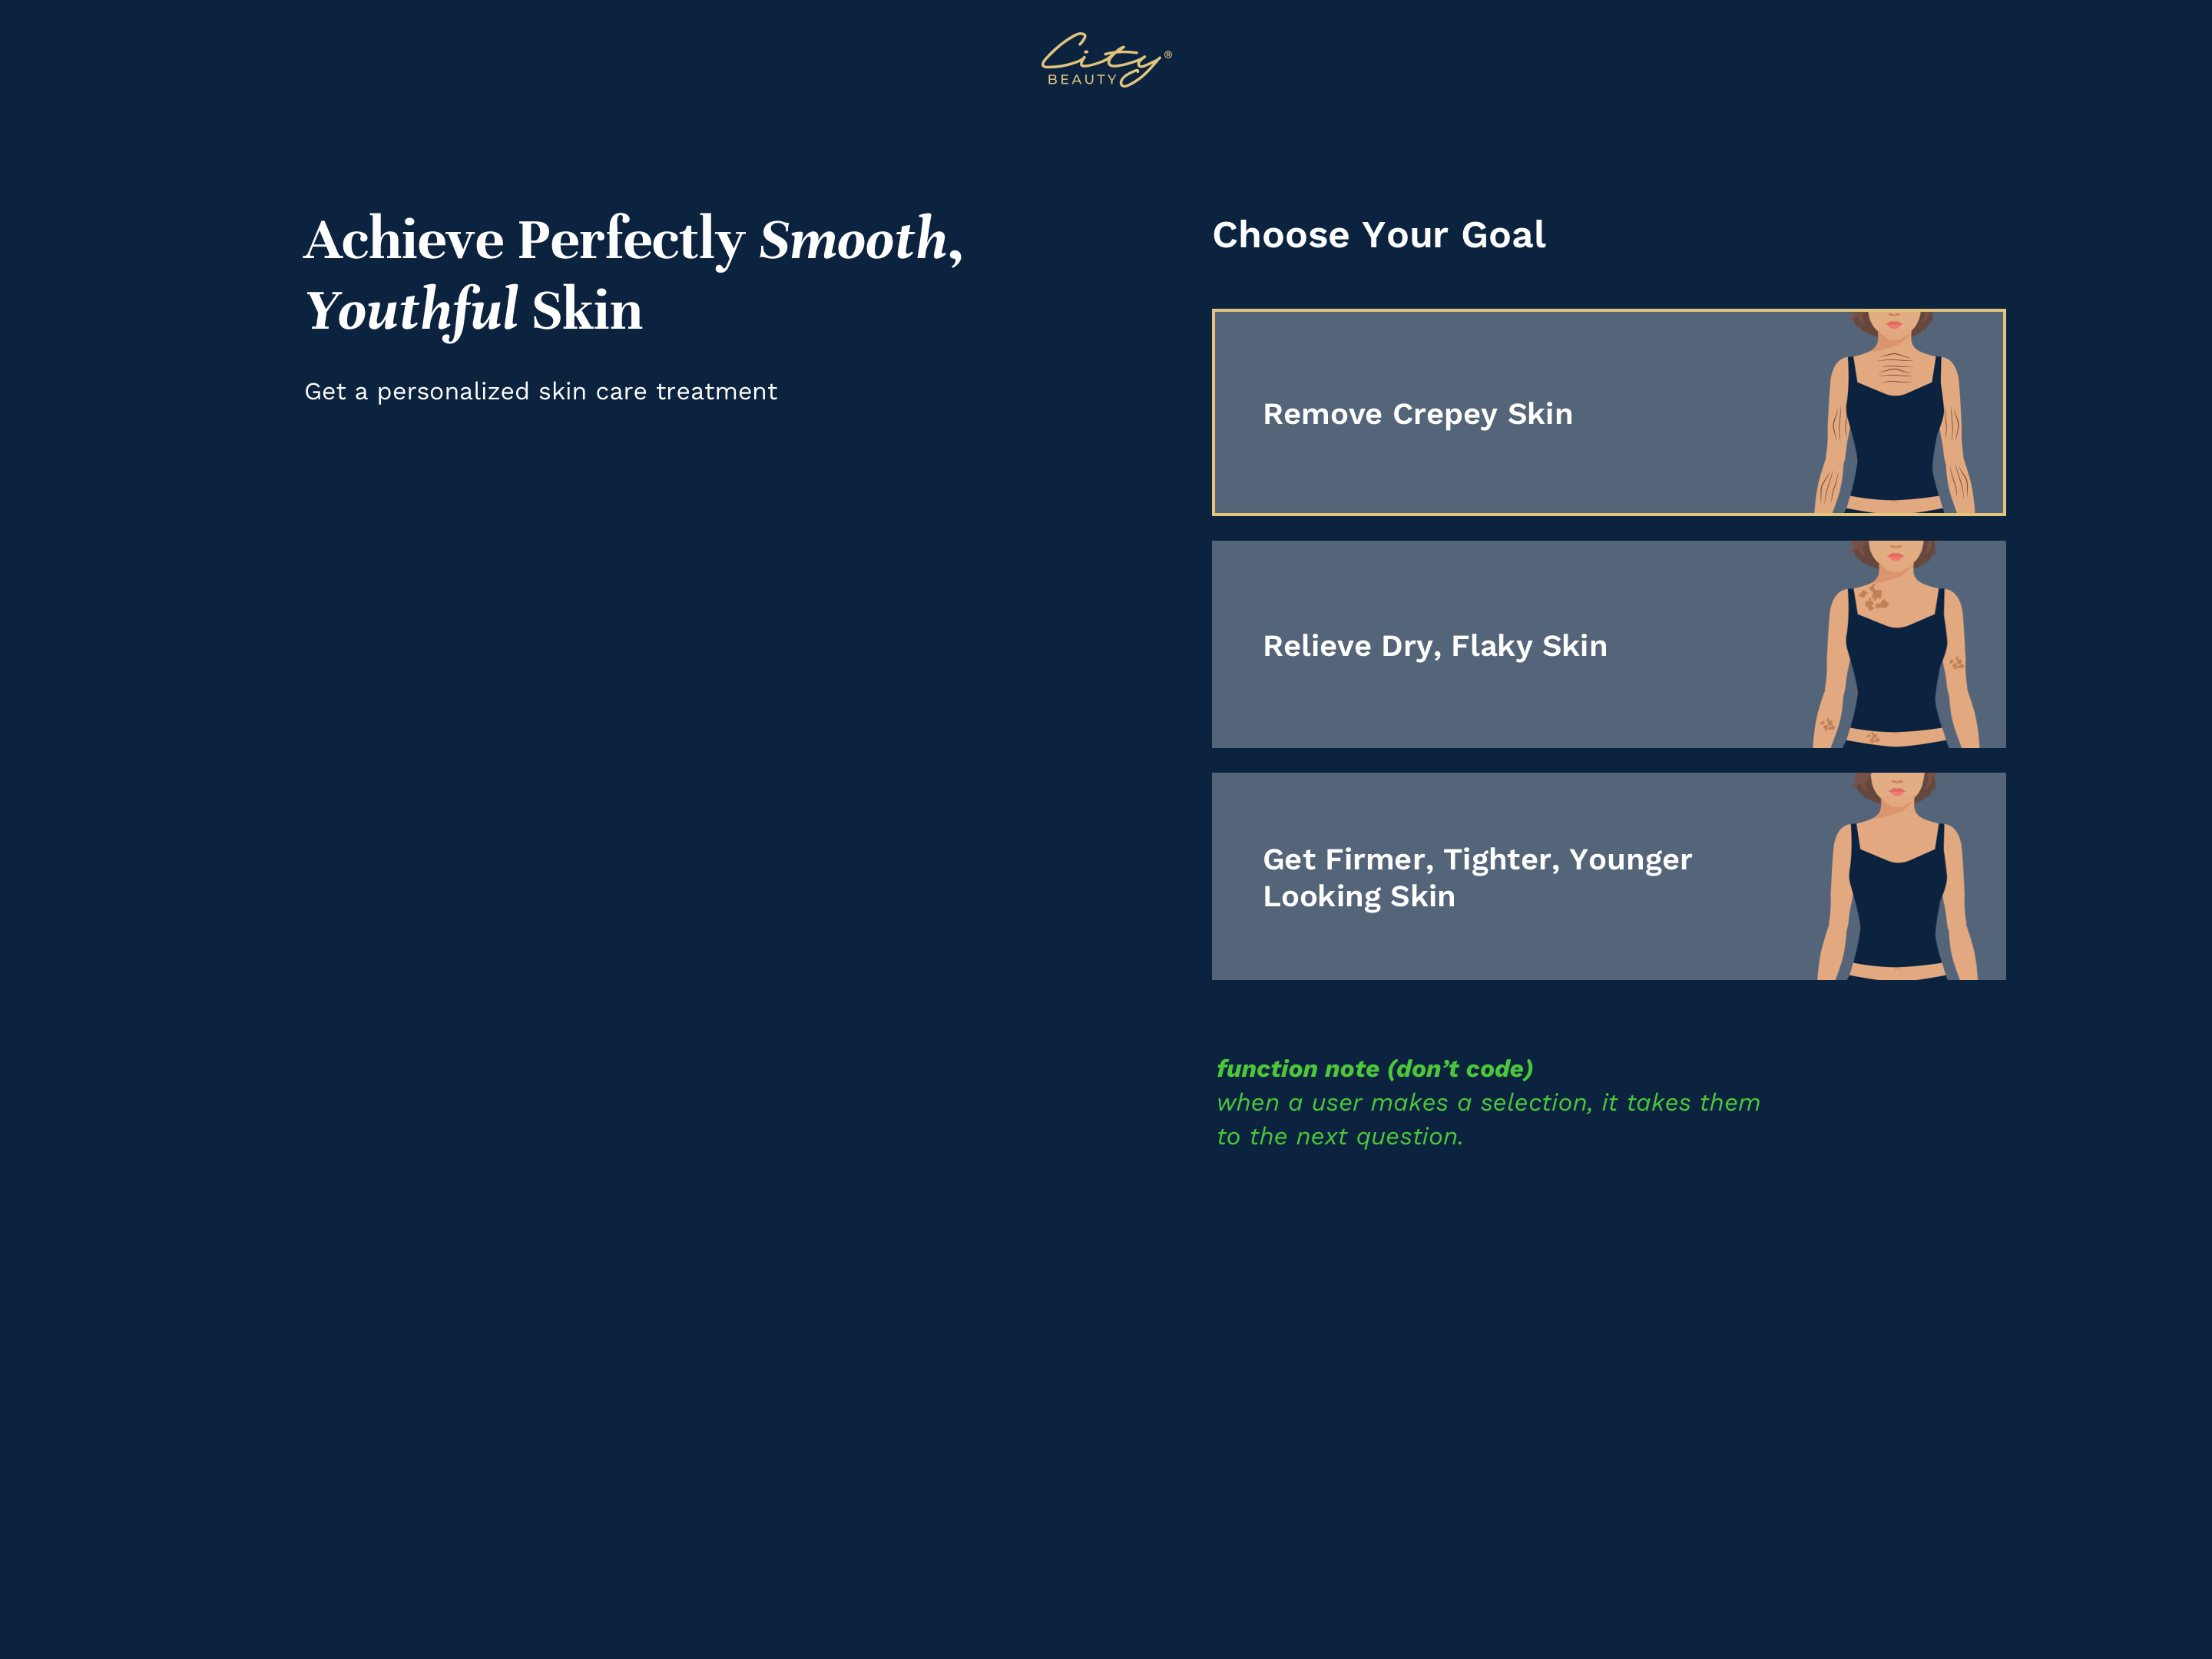 City®
BEAUTY
Achieve Perfectly Smooth,
Youthful Skin
Get a personalized skin care treatment
Choose Your Goal
Remove Crepey Skin
Relieve Dry, Flaky Skin
Get Firmer, Tighter, Younger
Looking Skin
function note (don’t code)
when a user makes a selection, it takes them
to the next question.